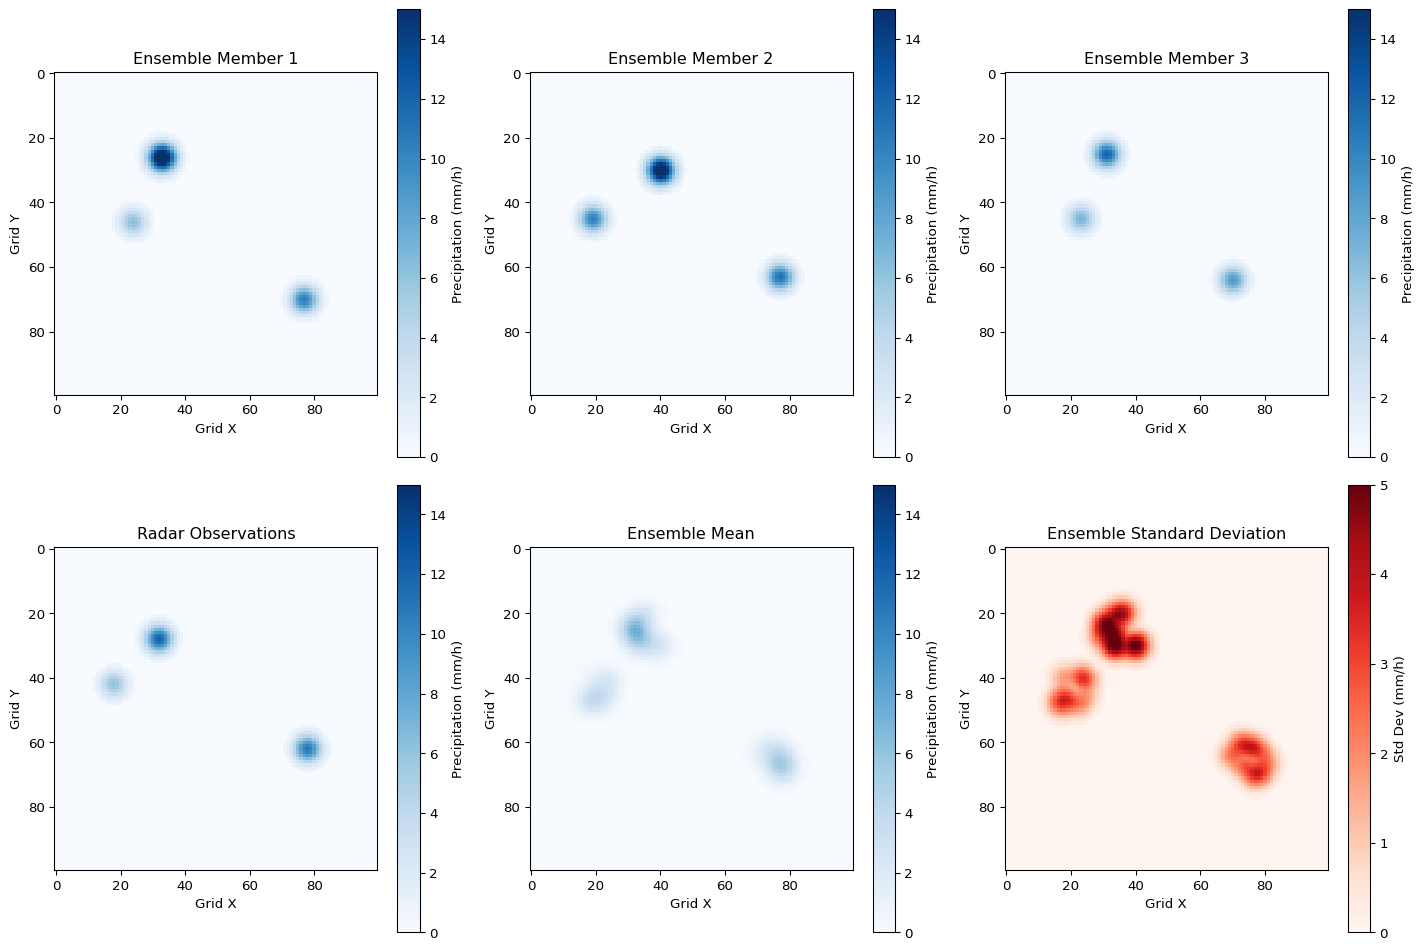 Ensemble Member 1
0
20
40
60
80
Grid Y
0 20 40 60 80
Grid X
14
12
10
8
6
4
2
0
Precipitation (mm/h)
Ensemble Member 2
0
20
40
60
80
Grid Y
0 20 40 60 80
Grid X
14
12
10
8
6
4
2
0
Precipitation (mm/h)
Ensemble Member 3
0
20
40
60
80
Grid Y
0 20 40 60 80
Grid X
14
12
10
8
6
4
2
0
Precipitation (mm/h)
Radar Observations
0
20
40
60
80
Grid Y
0 20 40 60 80
Grid X
14
12
10
8
6
4
2
0
Precipitation (mm/h)
Ensemble Mean
0
20
40
60
80
Grid Y
0 20 40 60 80
Grid X
14
12
10
8
6
4
2
0
Precipitation (mm/h)
Ensemble Standard Deviation
0
20
40
60
80
Grid Y
0 20 40 60 80
Grid X
5
4
3
2
1
0
Std Dev (mm/h)